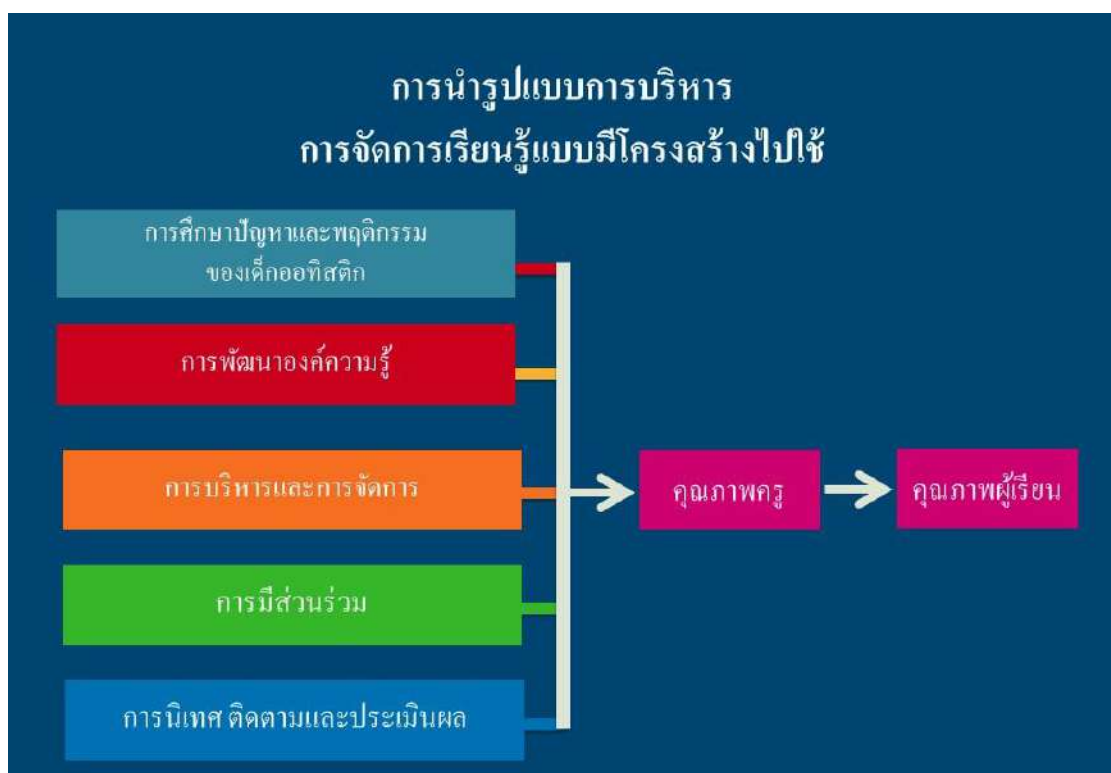 การนำรูปแบบการบริหาร
การจัดการเรียนรู้แบบมีโครงสร้างไปใช้
การศึกษาปัญหาและพฤติกรรม
ของเด็กออทิสติก
การพัฒนาองค์ความรู้
การบริหารและการจัดการ
การมีส่วนร่วม
การนิเทศ ติดตามและประเมินผล
คุณภาพครู
คุณภาพผู้เรียน